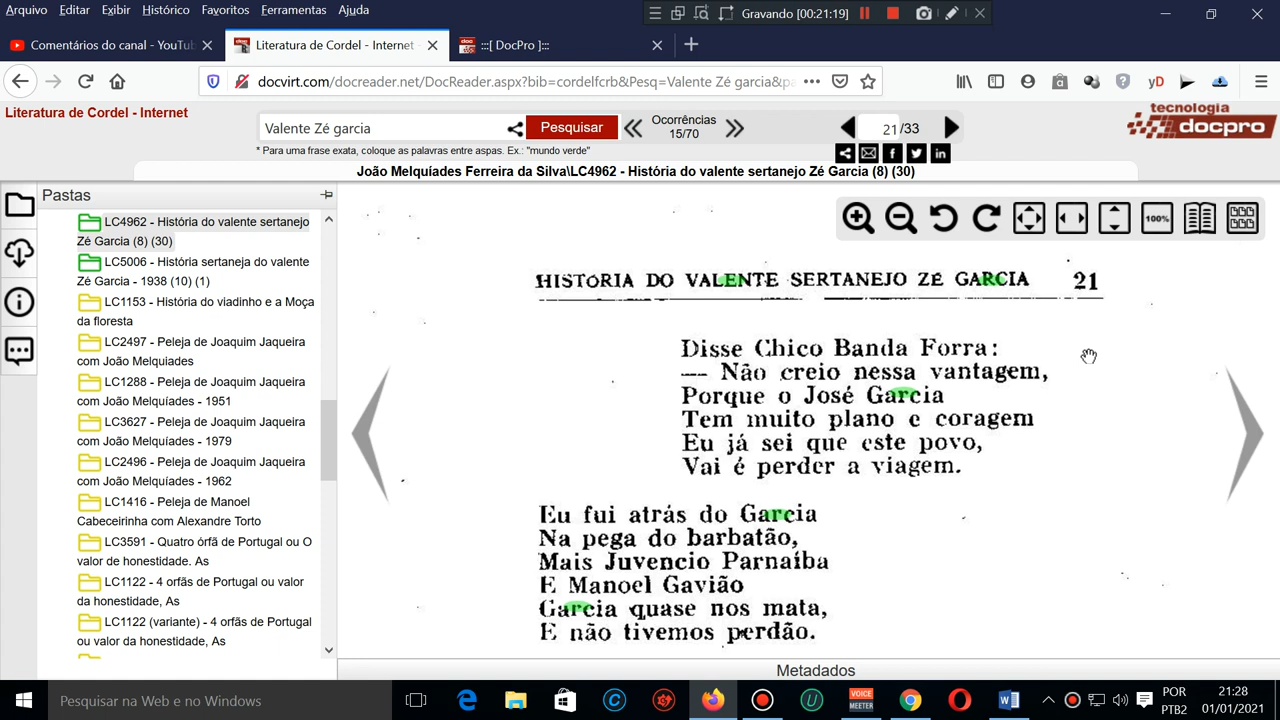 Arquivo Editar Exibir Histórico Favoritos Ferramentas Ajuda
Gravando [00:21:19]
Comentários do canal - YouTu
Literatura de Cordel - Internet -
:::[ DocPro ]:::
docvirt.com/docreader.net/DocReader.aspx?bib=cordelfcrb&Pesq=Valente Zé garcia&pa
yD
Literatura de Cordel - Internet
Valente Zé garcia
Pesquisar
Ocorrências
15/70
21 /33
tecnologia
docpro
* Para uma frase exata, coloque as palavras entre aspas. Ex.: "mundo verde"
João Melquíades Ferreira da Silva\LC4962 - História do valente sertanejo Zé Garcia (8) (30)
Pastas
LC4962 - História do valente sertanejo
Zé Garcia (8) (30)
LC5006 - História sertaneja do valente
Zé Garcia - 1938 (10) (1)
LC1153 - História do viadinho e a Moça
da floresta
LC2497 - Peleja de Joaquim Jaqueira
com João Melquiades
LC1288 - Peleja de Joaquim Jaqueira
com João Melquíades - 1951
LC3627 - Peleja de Joaquim Jaqueira
com João Melquíades - 1979
LC2496 - Peleja de Joaquim Jaqueira
com João Melquíades - 1962
LC1416 - Peleja de Manoel
Cabeceirinha com Alexandre Torto
LC3591 - Quatro órfã de Portugal ou O
valor de honestidade. As
LC1122 - 4 orfãs de Portugal ou valor
da honestidade, As
LC1122 (variante) - 4 orfãs de Portugal
ou valor da honestidade, As
100%
HISTORIA DO VALENTE SERTANEJO ZÉ GARCIA 21
Disse Chico Banda Forra:
— Não creio nessa vantagem,
Porque o José Garcia
Tem muito plano e coragem
Eu já sei que este povo,
Vai é perder a viagem.
Eu fui atrás do Garcia
Na pega do barbatão,
Mais Juvencio Parnaíba
E Manoel Gavião
Garcia quase nos mata,
E não tivemos perdão.
Metadados
Pesquisar na Web e no Windows
VOICE
MEETER
POR
PTB2
21:28
01/01/2021